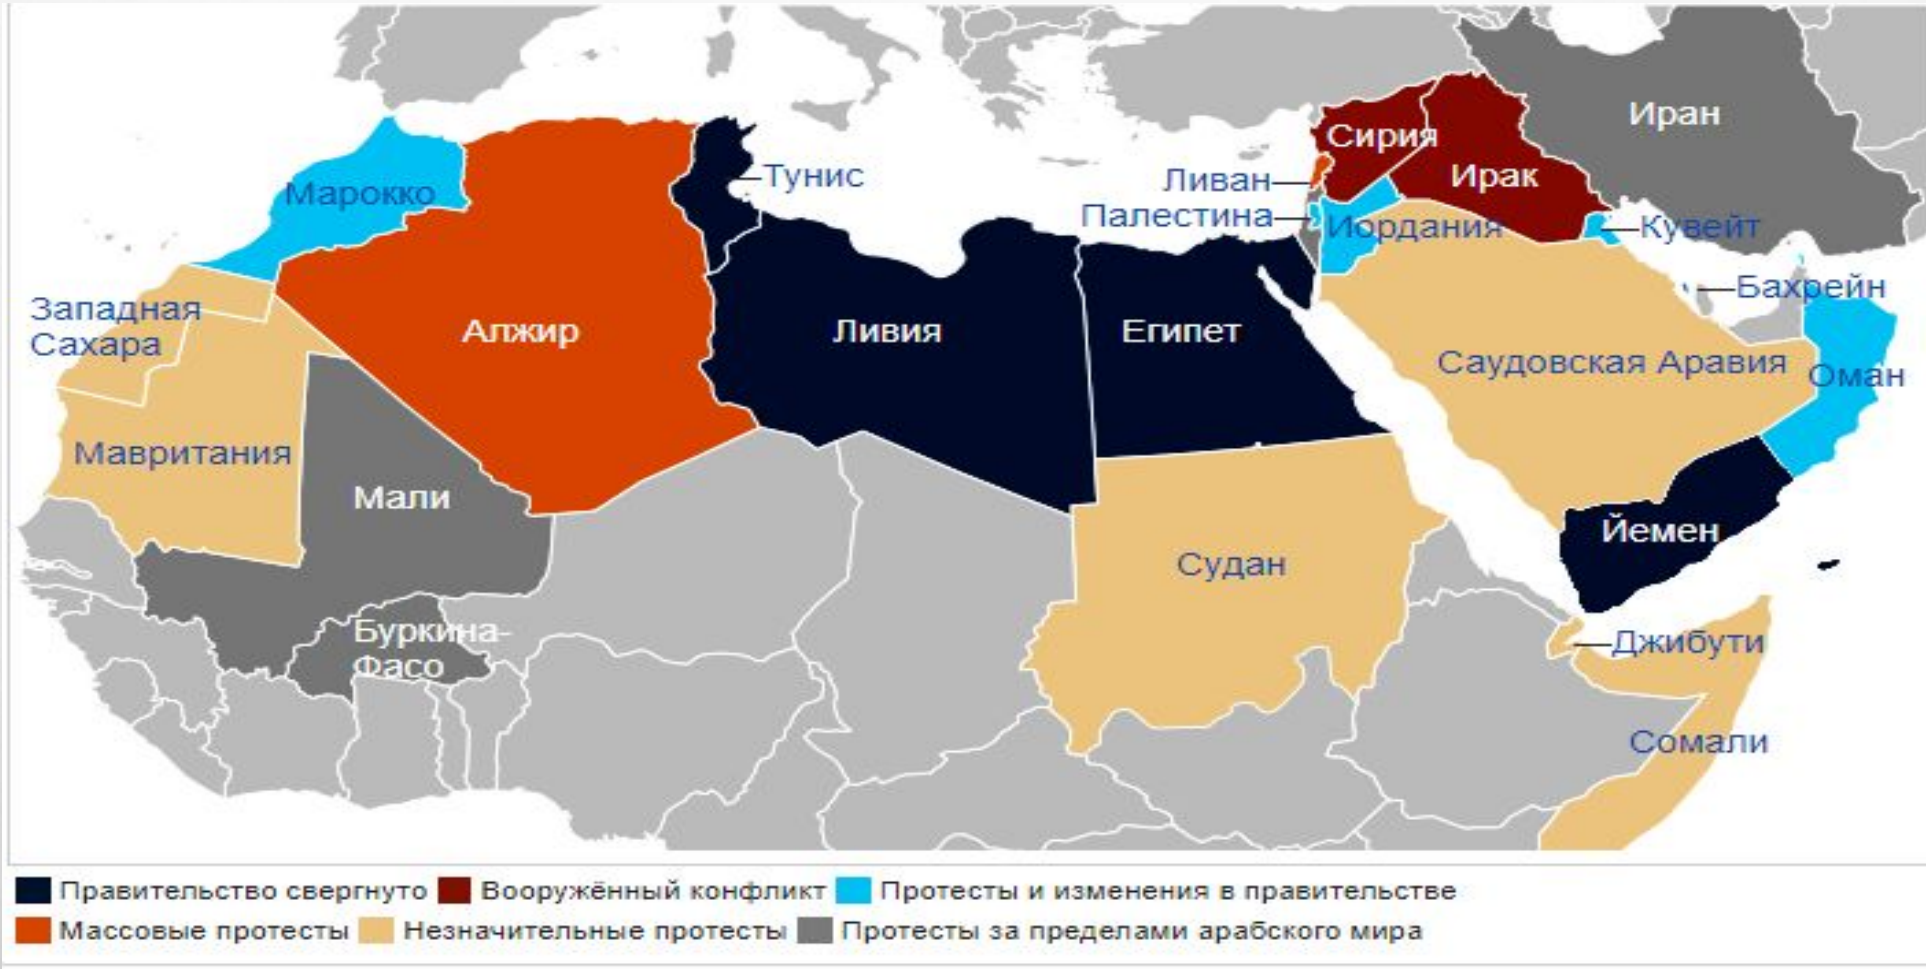 Иран
Сирия
Ирак
Тунис
Ливан
Марокко
Палестина
Иордания
Кувейт
Бахрейн
Западная
Сахара
Алжир
Ливия
Египет
Саудовская Аравия
Оман
Мавритания
Мали
Йемен
Судан
Буркина-
Фасо
Джибути
Сомали
Правительство свергнуто
Вооружённый конфликт
Протесты и изменения в правительстве
Массовые протесты
Незначительные протесты
Протесты за пределами арабского мира